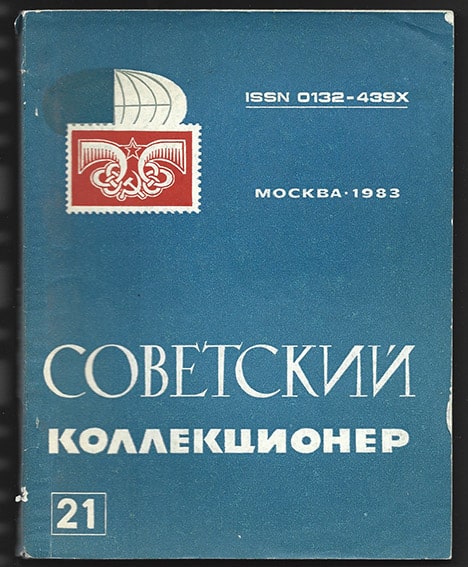 ISSN 0132-439X
МОСКВА·1983
СОВЕТСКИЙ
КОЛЛЕКЦИОНЕР
21